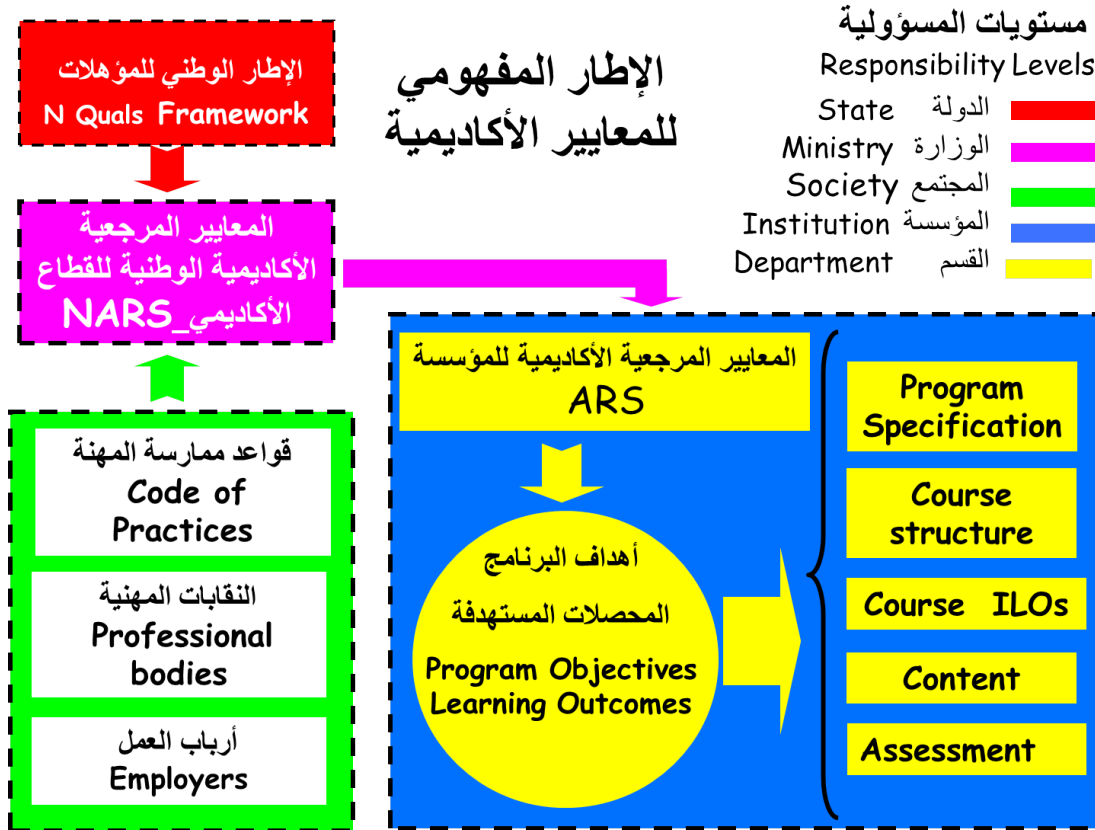 الإطار المفهومي
للمعايير الأكاديمية
مستويات المسؤولية
Responsibility Levels
State الدولة
Ministry الوزارة
Society المجتمع
Institution المؤسسة
Department القسم
الإطار الوطني للمؤهلات
N Quals Framework
المعايير المرجعية
الأكاديمية الوطنية للقطاع
الأكاديمي_NARS
قواعد ممارسة المهنة
Code of
Practices
النقابات المهنية
Professional
bodies
أرباب العمل
Employers
المعايير المرجعية الأكاديمية للمؤسسة
ARS
أهداف البرنامج
المحصلات المستهدفة
Program Objectives
Learning Outcomes
Program
Specification
Course
structure
Course ILOs
Content
Assessment